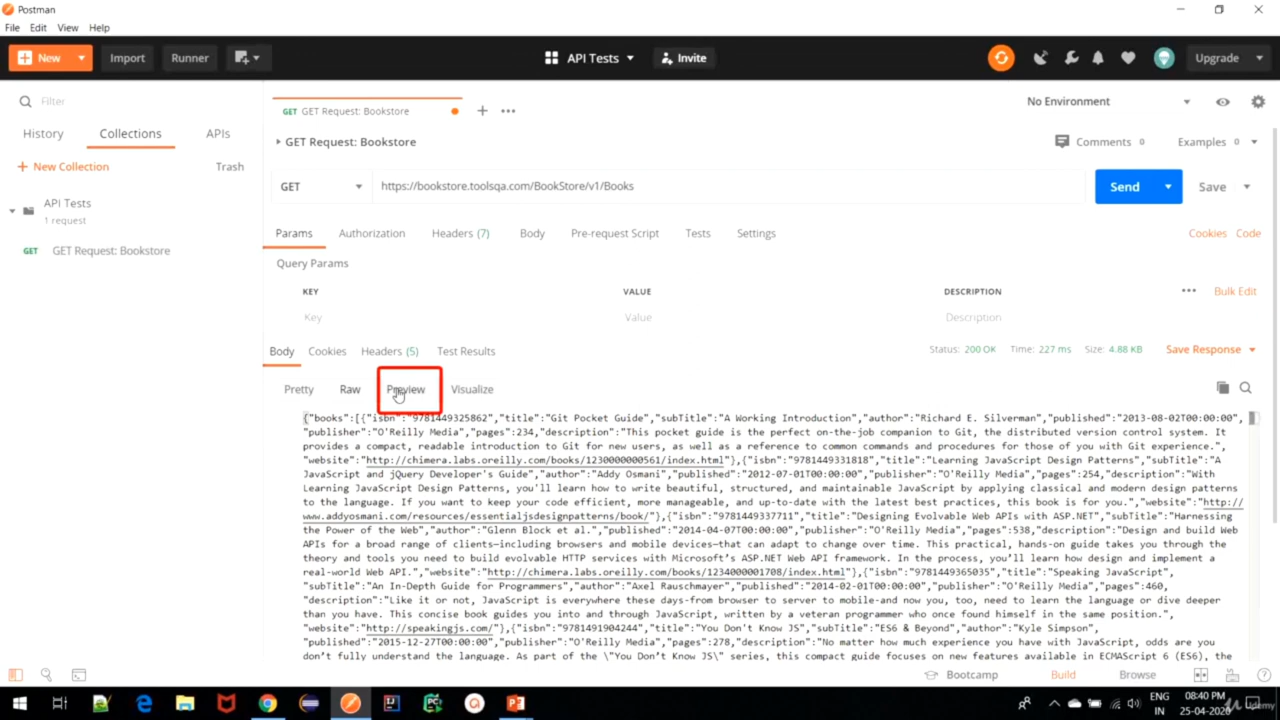 Postman
File Edit View Help
New Import Runner API Tests Invite Upgrade
Filter
History Collections APIs
New Collection Trash
API Tests
1 request
GET GET Request: Bookstore
GET GET Request: Bookstore
No Environment
GET Request: Bookstore
Comments 0 Examples 0
GET https://bookstore.toolsqa.com/BookStore/v1/Books Send Save
Params Authorization Headers (7) Body Pre-request Script Tests Settings Cookies Code
Query Params
KEY VALUE DESCRIPTION Bulk Edit
Key Value Description
Body Cookies Headers (5) Test Results Status: 200 OK Time: 227 ms Size: 4.88 KB Save Response
Pretty Raw Preview Visualize
{"books":[{"isbn":"9781449325862","title":"Git Pocket Guide","subTitle":"A Working Introduction","author":"Richard E. Silverman","published":"2013-08-02T00:00:00",
"publisher":"O'Reilly Media","pages":234,"description":"This pocket guide is the perfect on-the-job companion to Git, the distributed version control system. It
provides a compact, readable introduction to Git for new users, as well as a reference to common commands and procedures for those of you with Git experience.",
"website":"http://chimera.labs.oreilly.com/books/1230000000561/index.html"},{"isbn":"9781449331818","title":"Learning JavaScript Design Patterns","subTitle":"A
JavaScript and jQuery Developer's Guide","author":"Addy Osmani","published":"2012-07-01T00:00:00","publisher":"O'Reilly Media","pages":254,"description":"With
Learning JavaScript Design Patterns, you'll learn how to write beautiful, structured, and maintainable JavaScript by applying classical and modern design patterns
to the language. If you want to keep your code efficient, more manageable, and up-to-date with the latest best practices, this book is for you.","website":"http://
www.addyosmani.com/resources/essentialjsdesignpatterns/book/"},{"isbn":"9781449337711","title":"Designing Evolvable Web APIs with ASP.NET","subTitle":"Harnessing
the Power of the Web","author":"Glenn Block et al.","published":"2014-04-07T00:00:00","publisher":"O'Reilly Media","pages":538,"description":"Design and build Web
APIs for a broad range of clients—including browsers and mobile devices—that can adapt to change over time. This practical, hands-on guide takes you through the
theory and tools you need to build evolvable HTTP services with Microsoft's ASP.NET Web API framework. In the process, you'll learn how design and implement a
real-world Web API.","website":"http://chimera.labs.oreilly.com/books/1234000001708/index.html"},{"isbn":"9781449365035","title":"Speaking JavaScript",
"subTitle":"An In-Depth Guide for Programmers","author":"Axel Rauschmayer","published":"2014-02-01T00:00:00","publisher":"O'Reilly Media","pages":460,
"description":"Like it or not, JavaScript is everywhere these days-from browser to server to mobile-and now you, too, need to learn the language or dive deeper
than you have. This concise book guides you into and through JavaScript, written by a veteran programmer who once found himself in the same position.",
"website":"http://speakingjs.com/"},{"isbn":"9781491904244","title":"You Don't Know JS","subTitle":"ES6 & Beyond","author":"Kyle Simpson",
"published":"2015-12-27T00:00:00","publisher":"O'Reilly Media","pages":278,"description":"No matter how much experience you have with JavaScript, odds are you
don't fully understand the language. As part of the \"You Don't Know JS\" series, this compact guide focuses on new features available in ECMAScript 6 (ES6), the
Bootcamp Build Browse
ENG 08:40 PM
IN 25-04-2020
Udemy